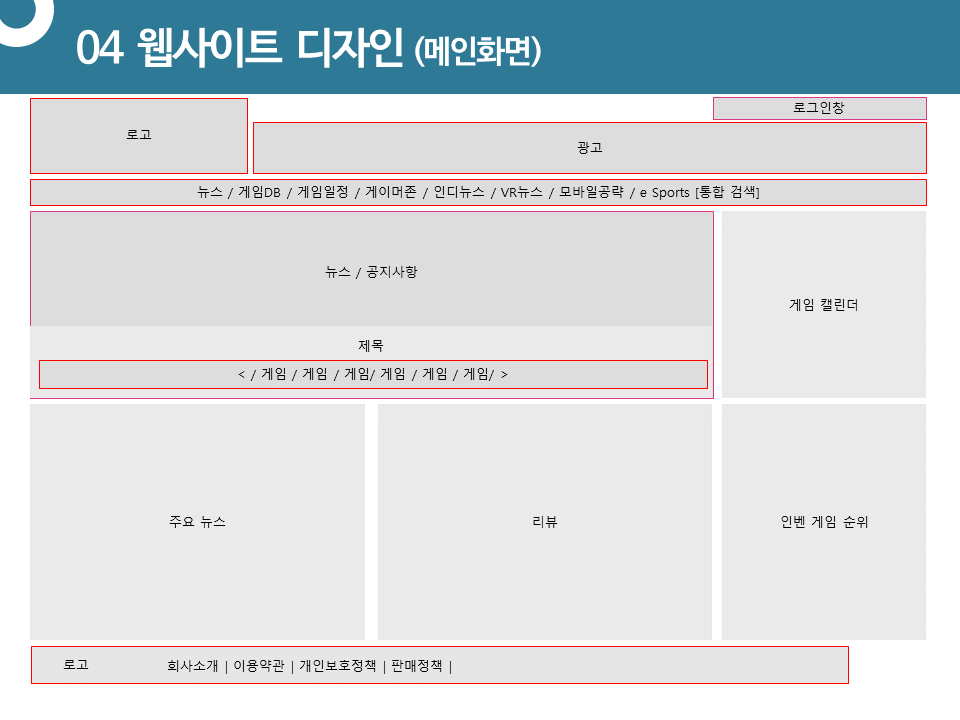 04 웹사이트 디자인 (메인화면)
로그인창
로고
광고
뉴스 / 게임DB / 게임일정 / 게이머존 / 인디뉴스 / VR뉴스 / 모바일공략 / e Sports [통합 검색]
뉴스 / 공지사항
게임 캘린더
제목
< / 게임 / 게임 / 게임/ 게임 / 게임 / 게임/ >
주요 뉴스
리뷰
인벤 게임 순위
로고
회사소개 | 이용약관 | 개인보호정책 | 판매정책 |